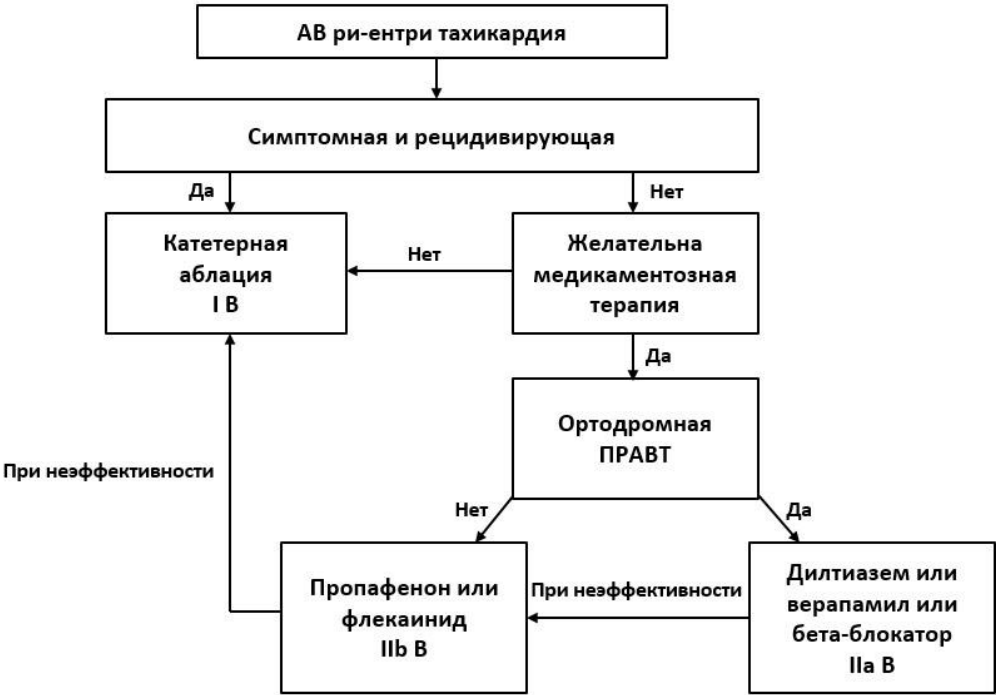 АВ ри-ентри тахикардия
Симптомная и рецидивирующая
Да
Нет
Катетерная
аблация
I B
Нет
Желательна
медикаментозная
терапия
Да
Ортодромная
ПРАВТ
При неэффективности
Нет
Да
Пропафенон или
флекаинид
IIb B
При неэффективности
Дилтиазем или
верапамил или
бета-блокатор
IIa B